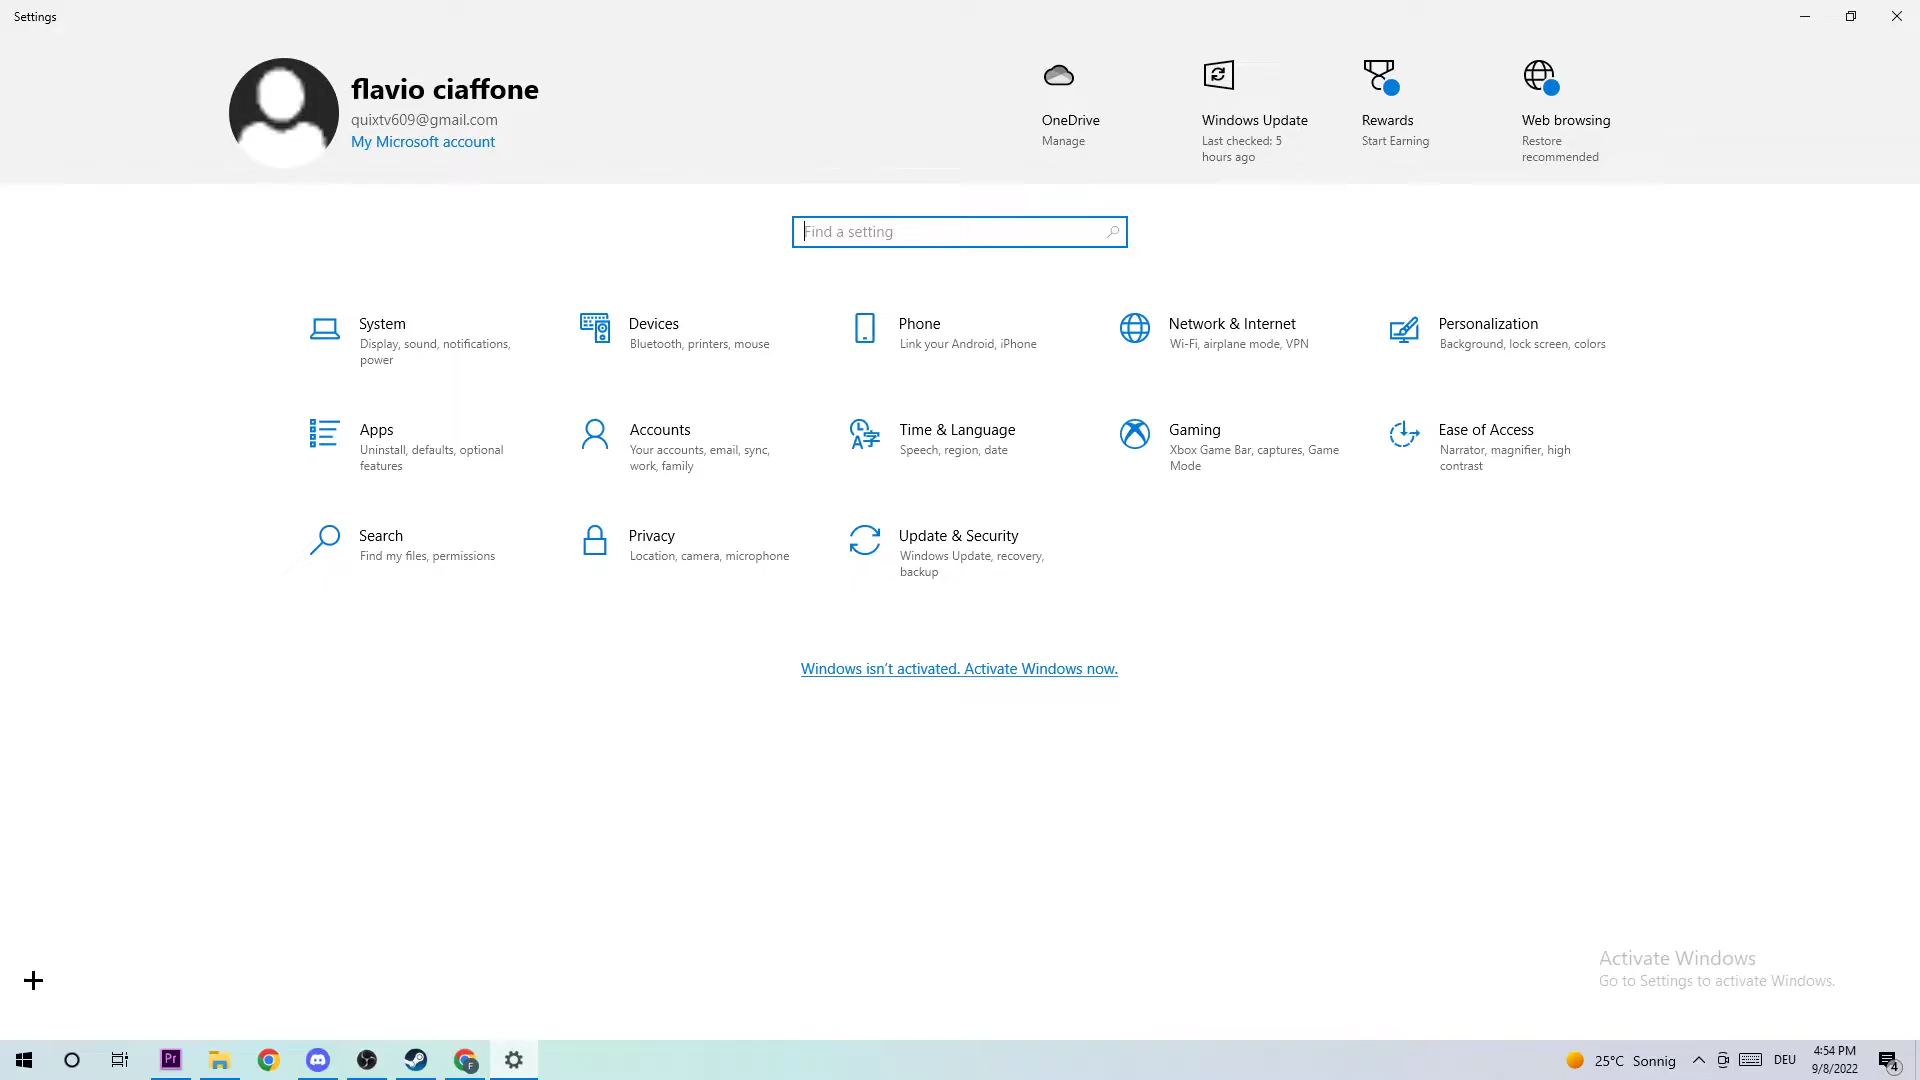 Settings
flavio ciaffone
quixtv609@gmail.com
My Microsoft account
OneDrive
Manage
Windows Update
Last checked: 5
hours ago
Rewards
Start Earning
Web browsing
Restore
recommended
Find a setting
System
Display, sound, notifications,
power
Devices
Bluetooth, printers, mouse
Phone
Link your Android, iPhone
Network & Internet
Wi-Fi, airplane mode, VPN
Personalization
Background, lock screen, colors
Apps
Uninstall, defaults, optional
features
Accounts
Your accounts, email, sync,
work, family
Time & Language
Speech, region, date
Gaming
Xbox Game Bar, captures, Game
Mode
Ease of Access
Narrator, magnifier, high
contrast
Search
Find my files, permissions
Privacy
Location, camera, microphone
Update & Security
Windows Update, recovery,
backup
Windows isn't activated. Activate Windows now.
Activate Windows
Go to Settings to activate Windows.
Pr
F
25°C Sonnig
DEU
4:54 PM
9/8/2022
4